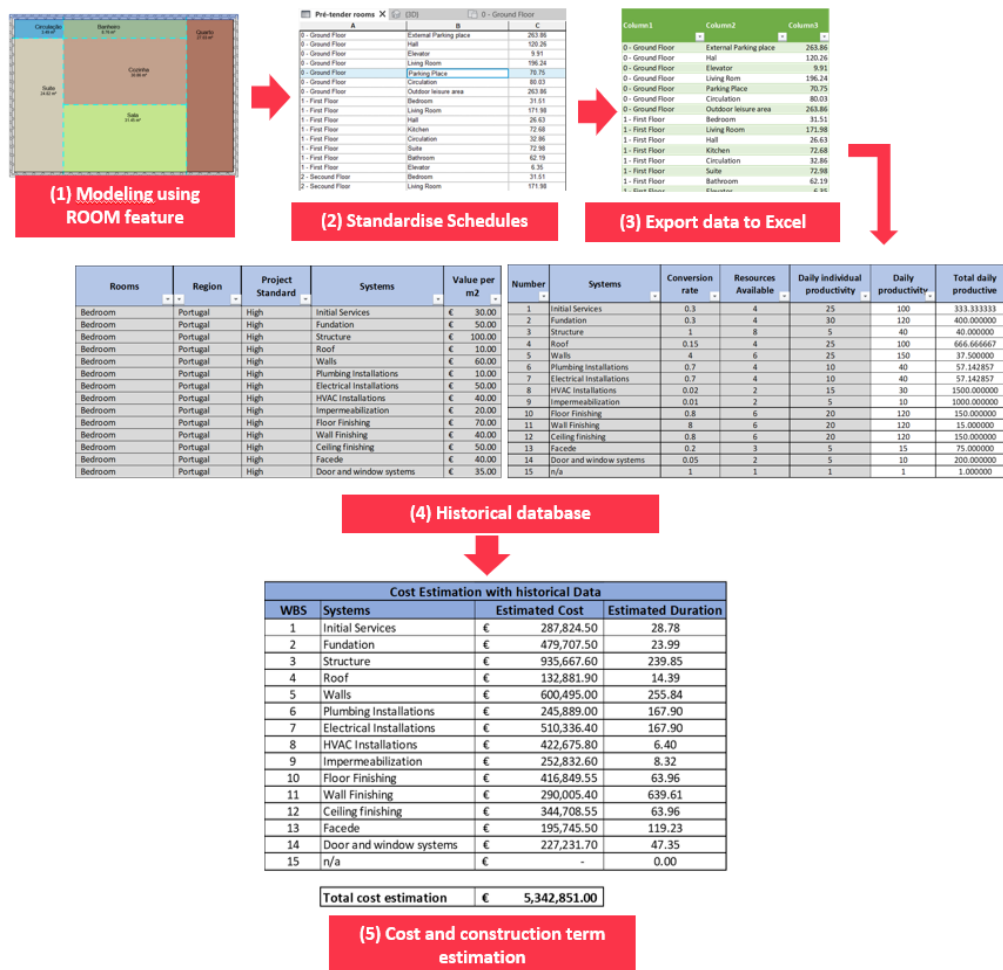 Circulação
Banheiro
Quarto
Cozinha
Suite
Sala
(1) Modeling using
ROOM feature
Pré-tender rooms X (3D) 0 - Ground Floor
A B C
0 - Ground Floor External Parking place 263.86
0 - Ground Floor Hall 120.26
0 - Ground Floor Elevator 9.91
0 - Ground Floor Living Room 196.24
0 - Ground Floor Parking Place 70.75
0 - Ground Floor Circulation 80.03
0 - Ground Floor Outdoor leisure area 263.86
1 - First Floor Bedroom 31.51
1 - First Floor Living Room 171.98
1 - First Floor Hall 26.63
1 - First Floor Kitchen 72.68
1 - First Floor Circulation 32.86
1 - First Floor Suite 72.98
1 - First Floor Bathroom 62.19
1 - First Floor Elevator 6.35
2 - Secound Floor Bedroom 31.51
2 - Secound Floor Living Room 171.98
(2) Standardise Schedules
Column1 Column2 Column3
0 - Ground Floor External Parking place 263.86
0 - Ground Floor Hal 120.26
0 - Ground Floor Elevator 9.91
0 - Ground Floor Living Rom 196.24
0 - Ground Floor Parking Place 70.75
0 - Ground Floor Circulation 80.03
0 - Ground Floor Outdoor leisure area 263.86
1 - First Floor Bedroom 31.51
1 - First Floor Living Room 171.98
1 - First Floor Hall 26.63
1 - First Floor Kitchen 72.68
1 - First Floor Circulation 32.86
1 - First Floor Suite 72.98
1 - First Floor Bathroom 62.19
1 - First Floor Elevator 6.35
(3) Export data to Excel
Rooms Region Project Standard Systems Value per m2
Bedroom Portugal High Initial Services € 30.00
Bedroom Portugal High Fundation € 50.00
Bedroom Portugal High Structure € 100.00
Bedroom Portugal High Roof € 10.00
Bedroom Portugal High Walls € 60.00
Bedroom Portugal High Plumbing Installations € 10.00
Bedroom Portugal High Electrical Installations € 50.00
Bedroom Portugal High HVAC Installations € 40.00
Bedroom Portugal High Impermeabilization € 20.00
Bedroom Portugal High Floor Finishing € 70.00
Bedroom Portugal High Wall Finishing € 40.00
Bedroom Portugal High Ceiling finishing € 50.00
Bedroom Portugal High Facede € 40.00
Bedroom Portugal High Door and window systems € 35.00
Number Systems Conversion rate Resources Available Daily individual productivity Daily productivity Total daily productive
1 Initial Services 0.3 4 25 100 333.333333
2 Fundation 0.3 4 30 120 400.000000
3 Structure 1 8 5 40 40.000000
4 Roof 0.15 4 25 100 666.666667
5 Walls 4 6 25 150 37.500000
6 Plumbing Installations 0.7 4 10 40 57.142857
7 Electrical Installations 0.7 4 10 40 57.142857
8 HVAC Installations 0.02 2 15 30 1500.000000
9 Impermeabilization 0.01 2 5 10 1000.000000
10 Floor Finishing 0.8 6 20 120 150.000000
11 Wall Finishing 8 6 20 120 15.000000
12 Ceiling finishing 0.8 6 20 120 150.000000
13 Facede 0.2 3 5 15 75.000000
14 Door and window systems 0.05 2 5 10 200.000000
15 n/a 1 1 1 1 1.000000
(4) Historical database
Cost Estimation with historical Data
WBS Systems Estimated Cost Estimated Duration
1 Initial Services € 287,824.50 28.78
2 Fundation € 479,707.50 23.99
3 Structure € 935,667.60 239.85
4 Roof € 132,881.90 14.39
5 Walls € 600,495.00 255.84
6 Plumbing Installations € 245,889.00 167.90
7 Electrical Installations € 510,336.40 167.90
8 HVAC Installations € 422,675.80 6.40
9 Impermeabilization € 252,832.60 8.32
10 Floor Finishing € 416,849.55 63.96
11 Wall Finishing € 290,005.40 639.61
12 Ceiling finishing € 344,708.55 63.96
13 Facede € 195,745.50 119.23
14 Door and window systems € 227,231.70 47.35
15 n/a € - 0.00
Total cost estimation € 5,342,851.00
(5) Cost and construction term
estimation